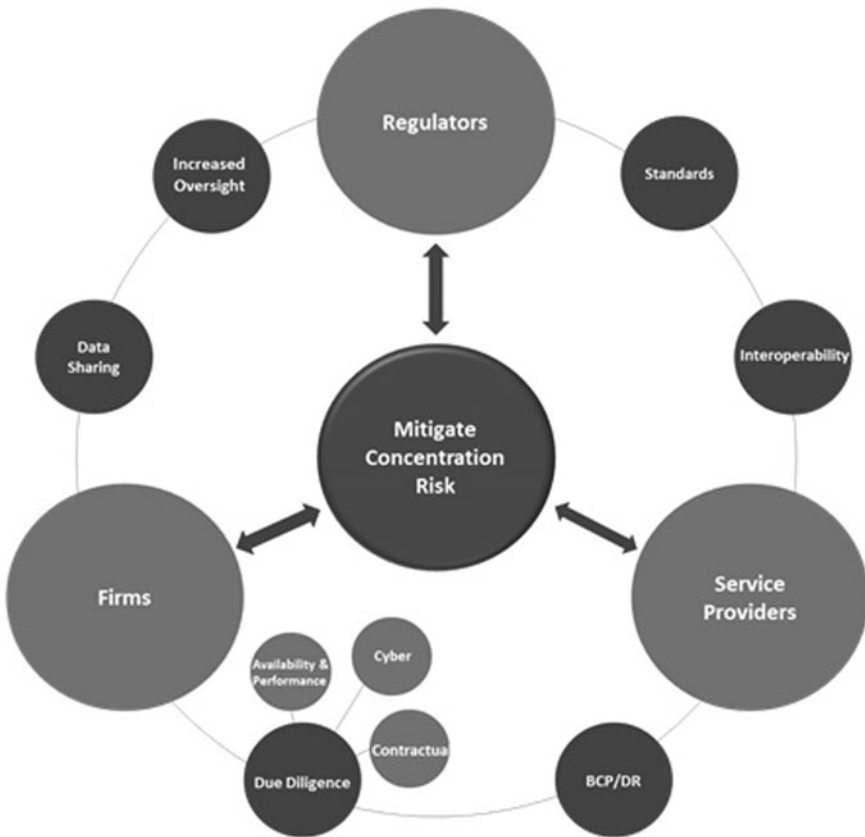 Regulators
Increased
Oversight
Standards
Data
Sharing
Interoperability
Mitigate
Concentration
Risk
Firms
Service
Providers
Availability &
Performance
Cyber
Contractua
Due Diligence
BCP/DR